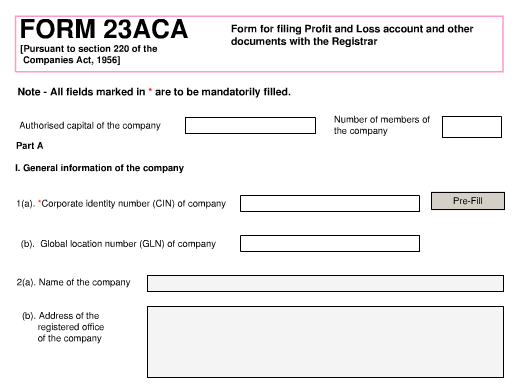 FORM 23ACA
Form for filing Profit and Loss account and other
documents with the Registrar
[Pursuant to section 220 of the
Companies Act, 1956]
Note - All fields marked in * are to be mandatorily filled.
Authorised capital of the company
Number of members of
the company
Part A
I. General information of the company
1(a). *Corporate identity number (CIN) of company
Pre-Fill
(b). Global location number (GLN) of company
2(a). Name of the company
(b). Address of the
registered office
of the company